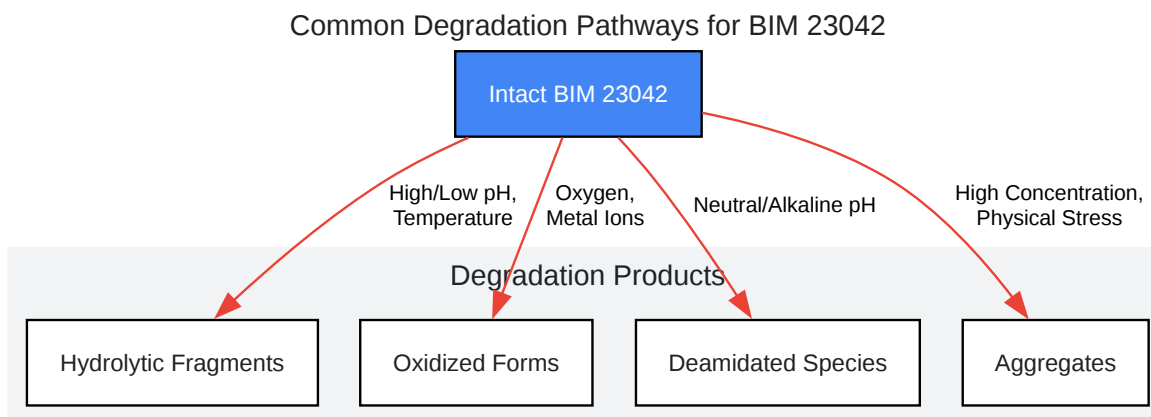 Common Degradation Pathways for BIM 23042
Intact BIM 23042
High/Low pH,
Temperature
Oxygen,
Metal Ions
Neutral/Alkaline pH
High Concentration,
Physical Stress
Degradation Products
Hydrolytic Fragments
Oxidized Forms
Deamidated Species
Aggregates